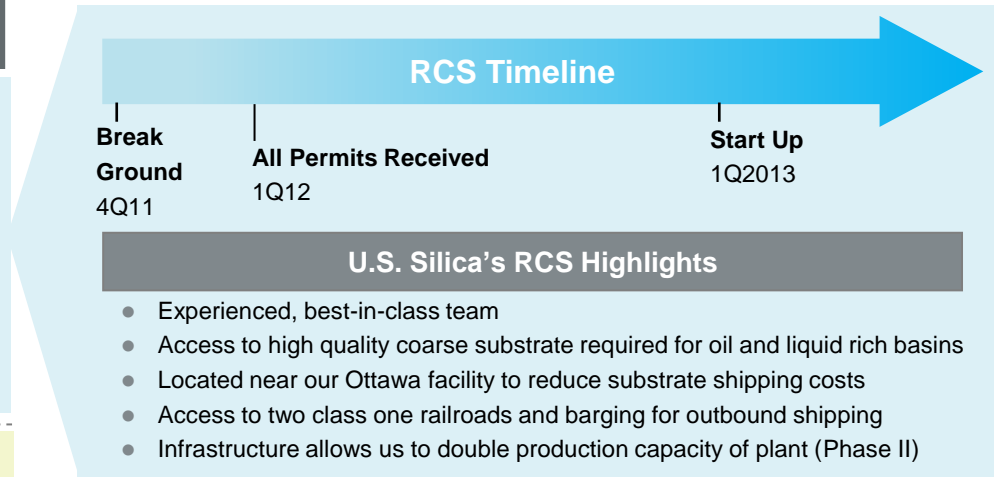 RCS Timeline
Break
Ground
4Q11
All Permits Received
1Q12
Start Up
1Q2013
U.S. Silica's RCS Highlights
● Experienced, best-in-class team
● Access to high quality coarse substrate required for oil and liquid rich basins
● Located near our Ottawa facility to reduce substrate shipping costs
● Access to two class one railroads and barging for outbound shipping
● Infrastructure allows us to double production capacity of plant (Phase II)